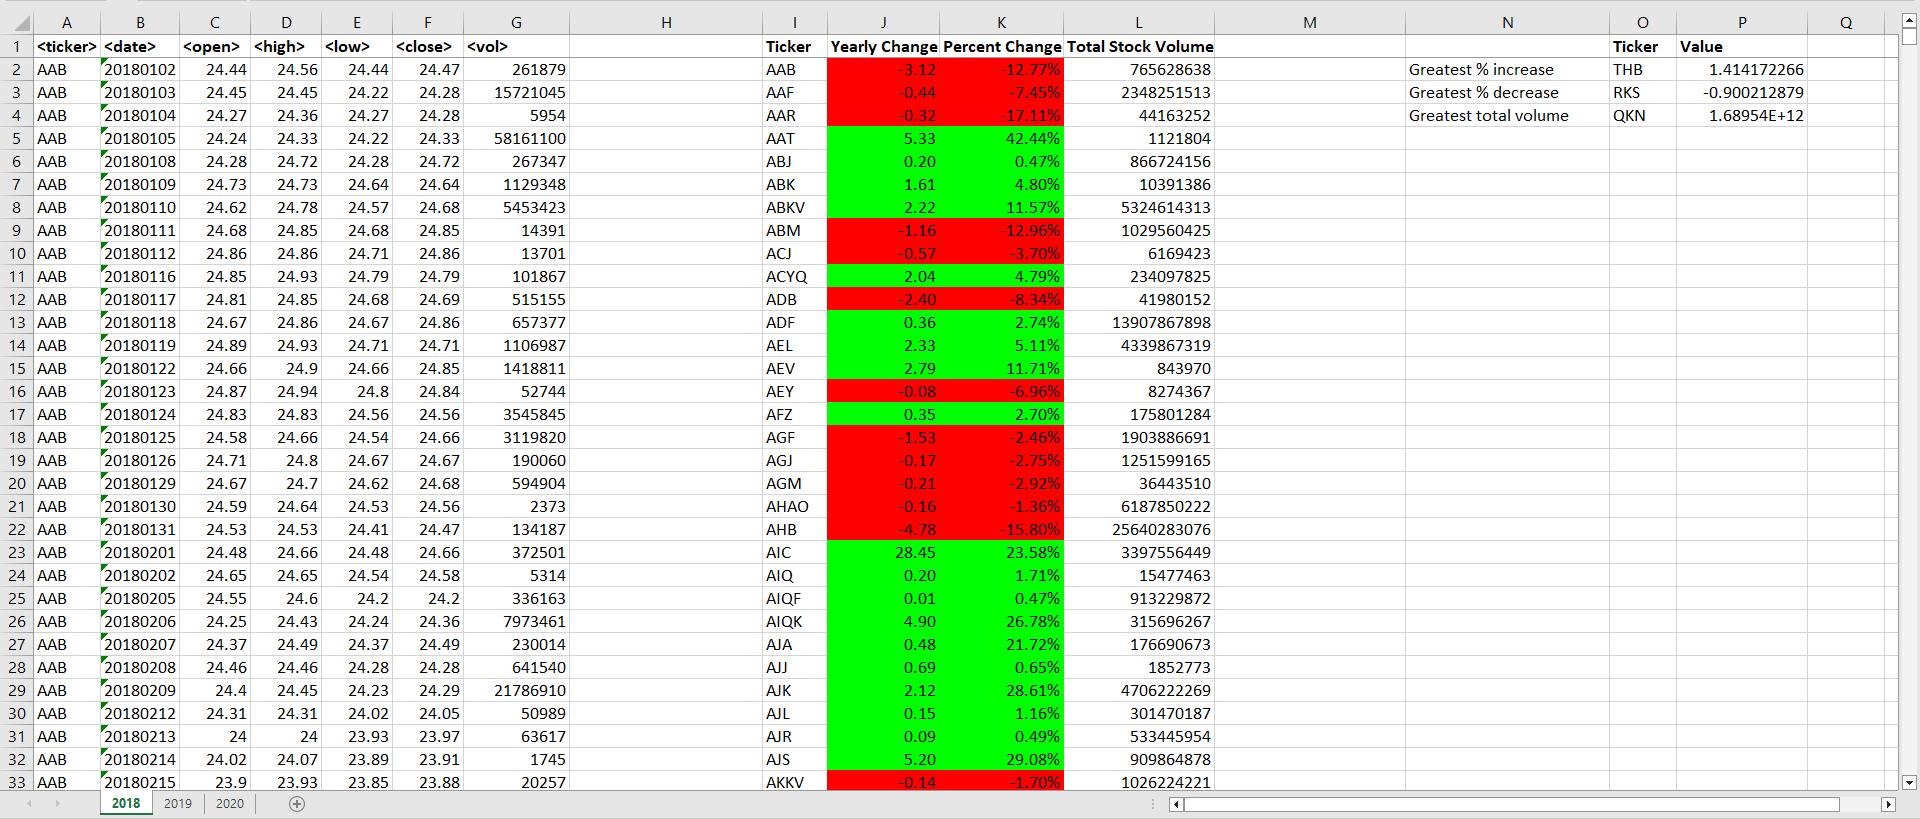 A B C D E F G H I J K L M N O P Q
1 <ticker> <date> <open> <high> <low> <close> <vol> Ticker Yearly Change Percent Change Total Stock Volume Ticker Value
2 AAB 20180102 24.44 24.56 24.44 24.47 261879 AAB -3.12 -12.77% 765628638 Greatest % increase THB 1.414172266
3 AAB 20180103 24.45 24.45 24.22 24.28 15721045 AAF -0.44 -7.45% 2348251513 Greatest % decrease RKS -0.900212879
4 AAB 20180104 24.27 24.36 24.27 24.28 5954 AAR -0.32 -17.11% 44163252 Greatest total volume QKN 1.68954E+12
5 AAB 20180105 24.24 24.33 24.22 24.33 58161100 AAT 5.33 42.44% 1121804
6 AAB 20180108 24.28 24.72 24.28 24.72 267347 ABJ 0.20 0.47% 866724156
7 AAB 20180109 24.73 24.73 24.64 24.64 1129348 ABK 1.61 4.80% 10391386
8 AAB 20180110 24.62 24.78 24.57 24.68 5453423 ABKV 2.22 11.57% 5324614313
9 AAB 20180111 24.68 24.85 24.68 24.85 14391 ABM -1.16 -12.96% 1029560425
10 AAB 20180112 24.86 24.86 24.71 24.86 13701 ACJ -0.57 -3.70% 6169423
11 AAB 20180116 24.85 24.93 24.79 24.79 101867 ACYQ 2.04 4.79% 234097825
12 AAB 20180117 24.81 24.85 24.68 24.69 515155 ADB -2.40 -8.34% 41980152
13 AAB 20180118 24.67 24.86 24.67 24.86 657377 ADF 0.36 2.74% 13907867898
14 AAB 20180119 24.89 24.93 24.71 24.71 1106987 AEL 2.33 5.11% 4339867319
15 AAB 20180122 24.66 24.9 24.66 24.85 1418811 AEV 2.79 11.71% 843970
16 AAB 20180123 24.87 24.94 24.8 24.84 52744 AEY -0.08 -6.96% 8274367
17 AAB 20180124 24.83 24.83 24.56 24.56 3545845 AFZ 0.35 2.70% 175801284
18 AAB 20180125 24.58 24.66 24.54 24.66 3119820 AGF -1.53 -2.46% 1903886691
19 AAB 20180126 24.71 24.8 24.67 24.67 190060 AGJ -0.17 -2.75% 1251599165
20 AAB 20180129 24.67 24.7 24.62 24.68 594904 AGM -0.21 -2.92% 36443510
21 AAB 20180130 24.59 24.64 24.53 24.56 2373 AHAO -0.16 -1.36% 6187850222
22 AAB 20180131 24.53 24.53 24.41 24.47 134187 AHB -4.78 -15.80% 25640283076
23 AAB 20180201 24.48 24.66 24.48 24.66 372501 AIC 28.45 23.58% 3397556449
24 AAB 20180202 24.65 24.65 24.54 24.58 5314 AIQ 0.20 1.71% 15477463
25 AAB 20180205 24.55 24.6 24.2 24.2 336163 AIQF 0.01 0.47% 913229872
26 AAB 20180206 24.25 24.43 24.24 24.36 7973461 AIQK 4.90 26.78% 315696267
27 AAB 20180207 24.37 24.49 24.37 24.49 230014 AJA 0.48 21.72% 176690673
28 AAB 20180208 24.46 24.46 24.28 24.28 641540 AJJ 0.69 0.65% 1852773
29 AAB 20180209 24.4 24.45 24.23 24.29 21786910 AJK 2.12 28.61% 4706222269
30 AAB 20180212 24.31 24.31 24.02 24.05 50989 AJL 0.15 1.16% 301470187
31 AAB 20180213 24 24 23.93 23.97 63617 AJR 0.09 0.49% 533445954
32 AAB 20180214 24.02 24.07 23.89 23.91 1745 AJS 5.20 29.08% 909864878
33 AAB 20180215 23.9 23.93 23.85 23.88 20257 AKKV -0.14 -1.70% 1026224221
2018 2019 2020